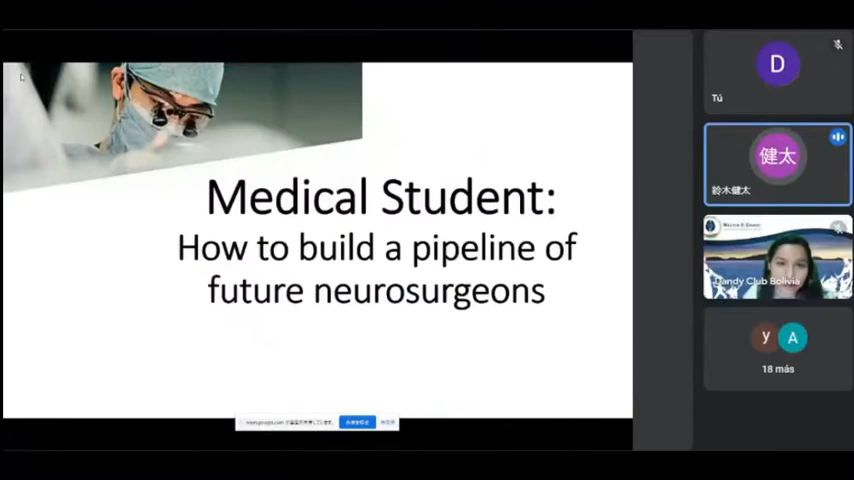 Medical Student:
How to build a pipeline of
future neurosurgeons
D
Tú
健太
鈴木健太
Dandy Club Bolivia
y
A
18 más